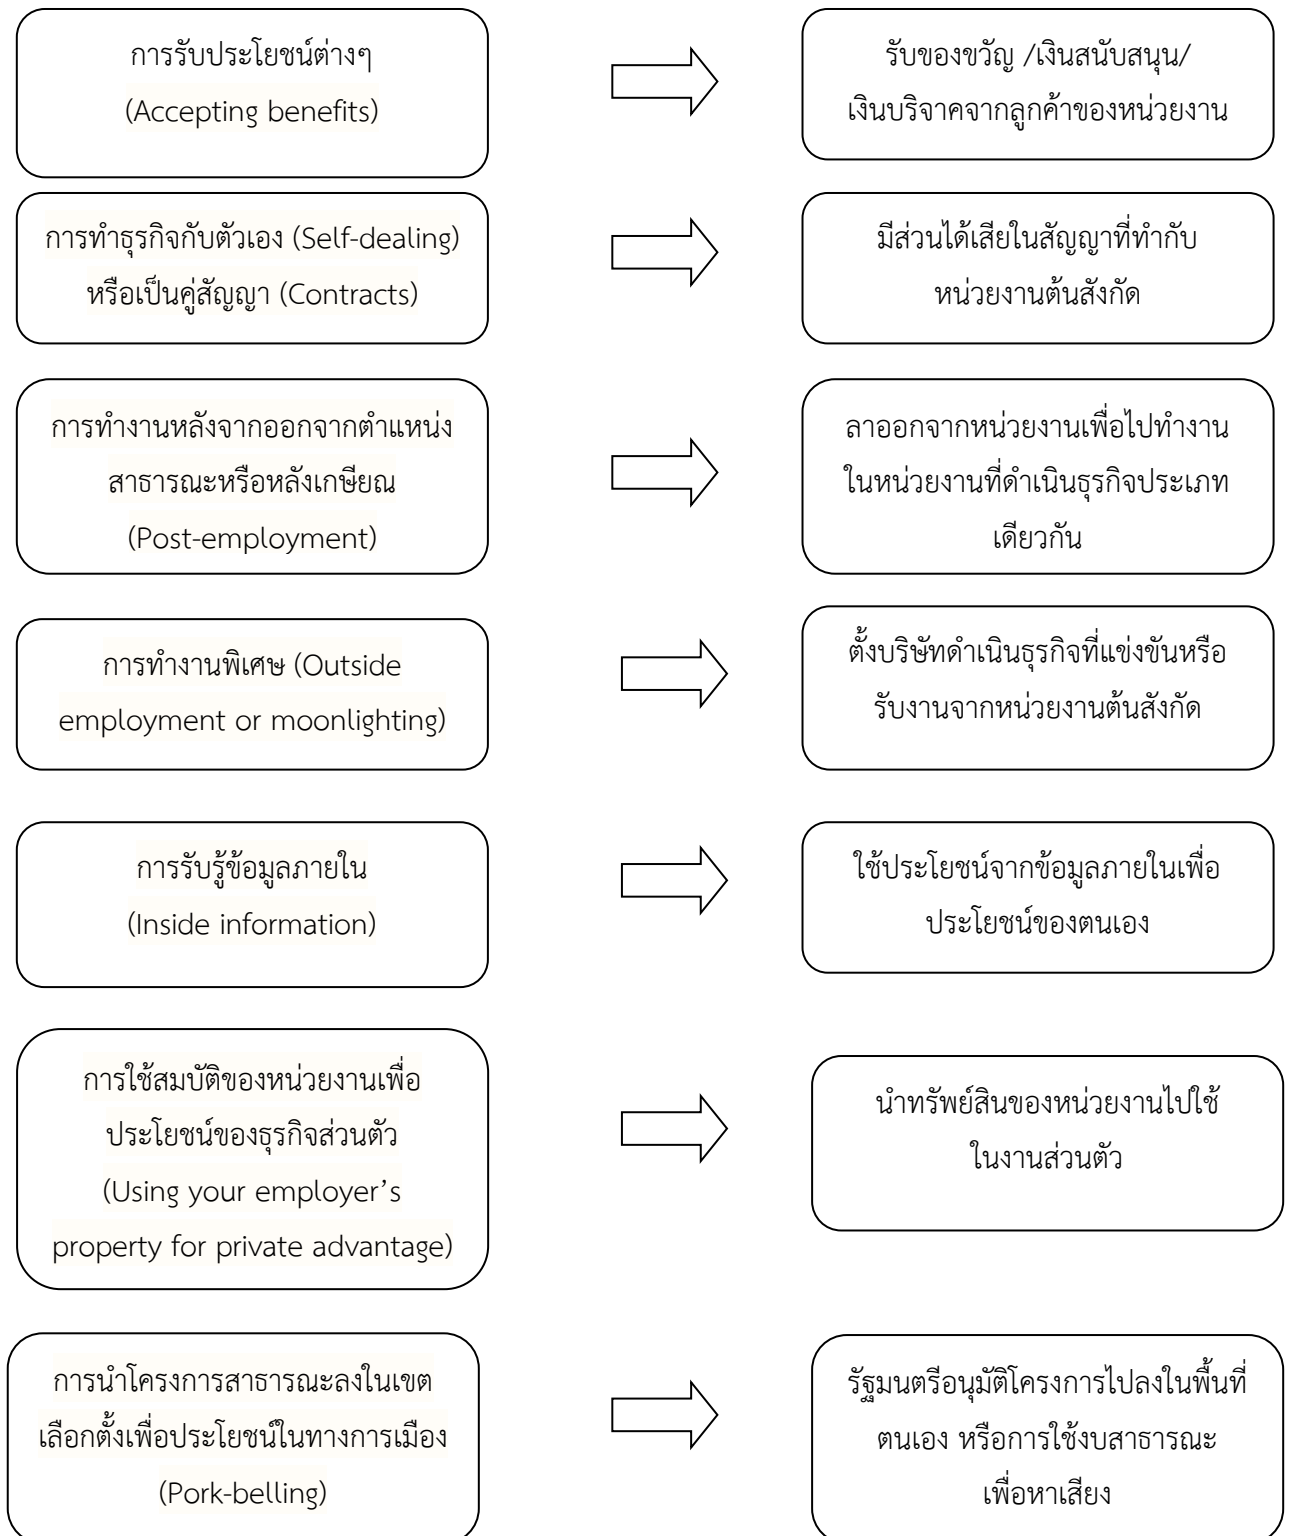 การรับประโยชน์ต่างๆ
(Accepting benefits)
รับของขวัญ /เงินสนับสนุน/
เงินบริจาคจากลูกค้าของหน่วยงาน
การทำธุรกิจกับตัวเอง (Self-dealing)
หรือเป็นคู่สัญญา (Contracts)
มีส่วนได้เสียในสัญญาที่ทำกับ
หน่วยงานต้นสังกัด
การทำงานหลังจากออกจากตำแหน่ง
สาธารณะหรือหลังเกษียณ
(Post-employment)
ลาออกจากหน่วยงานเพื่อไปทำงาน
ในหน่วยงานที่ดำเนินธุรกิจประเภท
เดียวกัน
การทำงานพิเศษ (Outside
employment or moonlighting)
ตั้งบริษัทดำเนินธุรกิจที่แข่งขันหรือ
รับงานจากหน่วยงานต้นสังกัด
การรับรู้ข้อมูลภายใน
(Inside information)
ใช้ประโยชน์จากข้อมูลภายในเพื่อ
ประโยชน์ของตนเอง
การใช้สมบัติของหน่วยงานเพื่อ
ประโยชน์ของธุรกิจส่วนตัว
(Using your employer’s
property for private advantage)
นำทรัพย์สินของหน่วยงานไปใช้
ในงานส่วนตัว
การนำโครงการสาธารณะลงในเขต
เลือกตั้งเพื่อประโยชน์ในทางการเมือง
(Pork-belling)
รัฐมนตรีอนุมัติโครงการไปลงในพื้นที่
ตนเอง หรือการใช้งบสาธารณะ
เพื่อหาเสียง